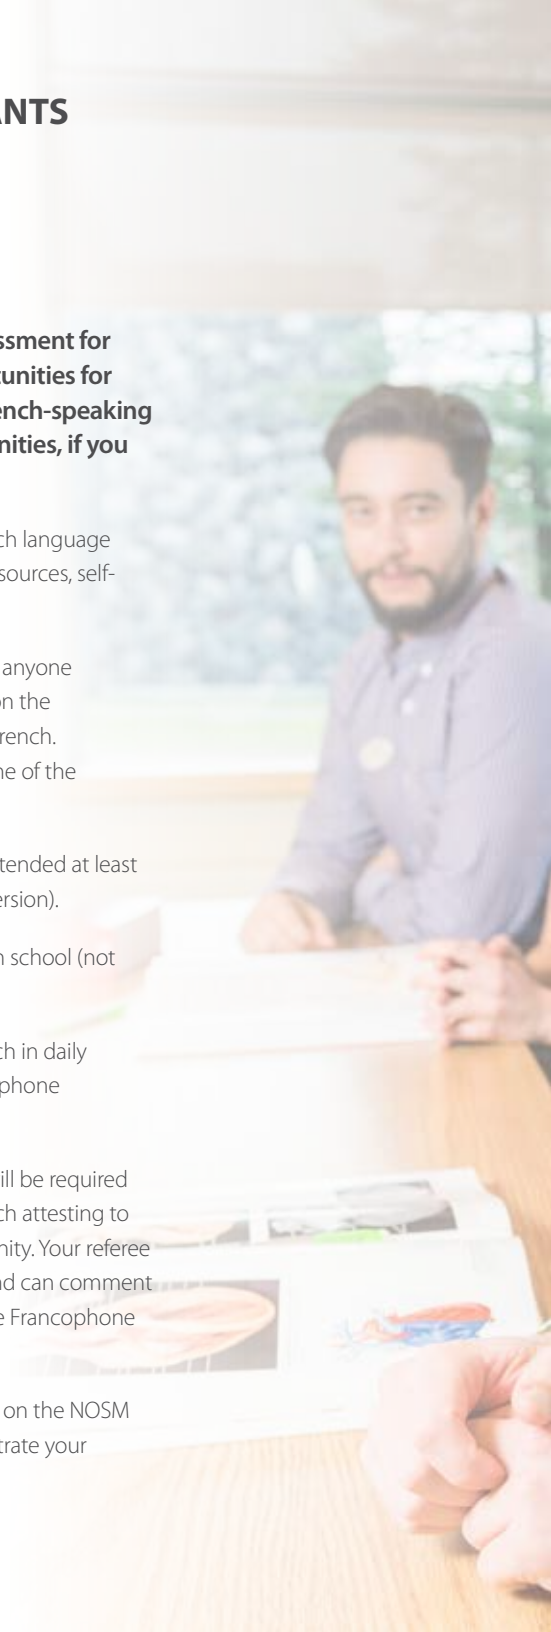 ANTS
ssment for
tunities for
ench-speaking
nities, if you
ch language
sources, self-
anyone
on the
rench.
ne of the
ttended at least
ersion).
h school (not
ch in daily
phone
ill be required
ch attesting to
nity. Your referee
nd can comment
e Francophone
on the NOSM
trate your